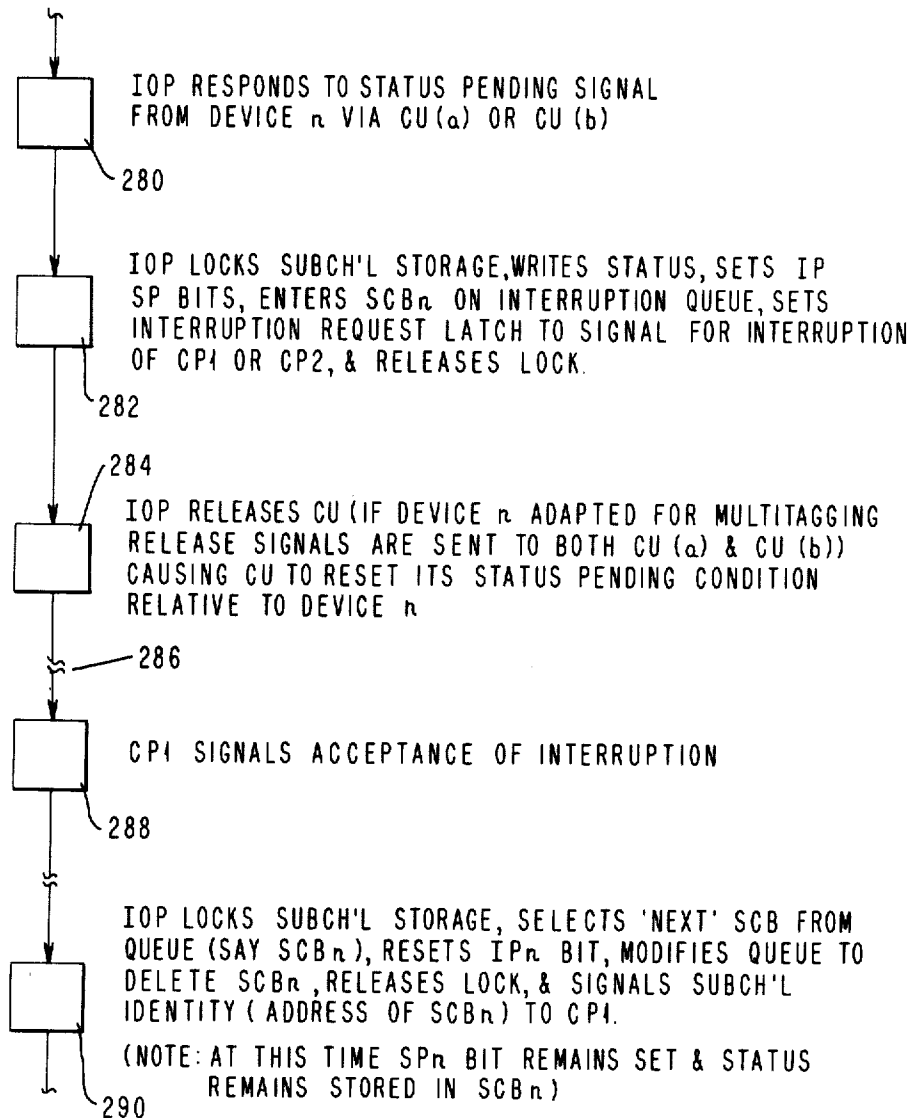 IOP RESPONDS TO STATUS PENDING SIGNAL
FROM DEVICE n VIA CU(a) OR CU (b)
280
IOP LOCKS SUBCH'L STORAGE,WRITES STATUS, SETS IP
SP BITS, ENTERS SCBn ON INTERRUPTION QUEUE, SETS
INTERRUPTION REQUEST LATCH TO SIGNAL FOR INTERRUPTION
OF CP1 OR CP2, & RELEASES LOCK.
282
284
IOP RELEASES CU (IF DEVICE n ADAPTED FOR MULTITAGGING
RELEASE SIGNALS ARE SENT TO BOTH CU (a) & CU (b))
CAUSING CU TO RESET ITS STATUS PENDING CONDITION
RELATIVE TO DEVICE n
286
CP1 SIGNALS ACCEPTANCE OF INTERRUPTION
288
IOP LOCKS SUBCH'L STORAGE, SELECTS 'NEXT' SCB FROM
QUEUE (SAY SCBn), RESETS IPn BIT, MODIFIES QUEUE TO
DELETE SCBn, RELEASES LOCK, & SIGNALS SUBCH'L
IDENTITY (ADDRESS OF SCBn) TO CP1.
(NOTE: AT THIS TIME SPn BIT REMAINS SET & STATUS
REMAINS STORED IN SCBn)
290